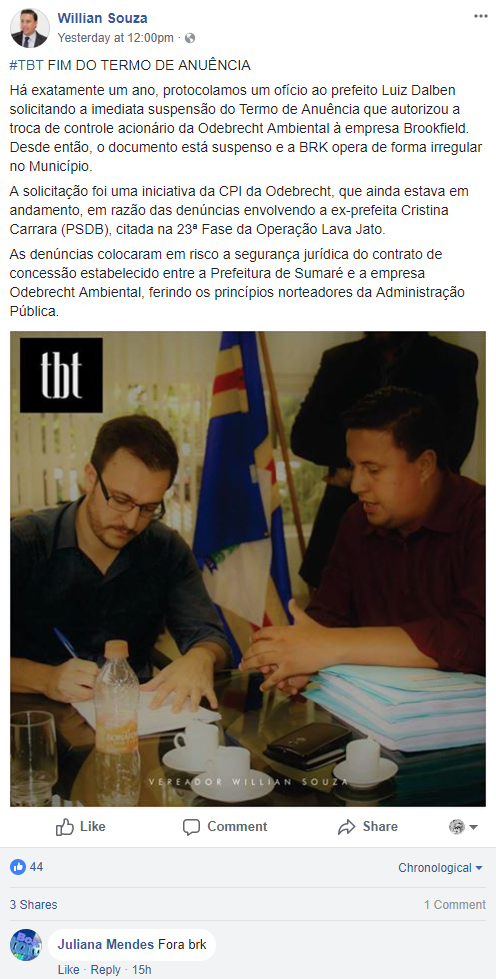 Willian Souza
Yesterday at 12:00pm ·
#TBT FIM DO TERMO DE ANUÊNCIA
Há exatamente um ano, protocolamos um ofício ao prefeito Luiz Dalben
solicitando a imediata suspensão do Termo de Anuência que autorizou a
troca de controle acionário da Odebrecht Ambiental à empresa Brookfield.
Desde então, o documento está suspenso e a BRK opera de forma irregular
no Município.
A solicitação foi uma iniciativa da CPI da Odebrecht, que ainda estava em
andamento, em razão das denúncias envolvendo a ex-prefeita Cristina
Carrara (PSDB), citada na 23ª Fase da Operação Lava Jato.
As denúncias colocaram em risco a segurança jurídica do contrato de
concessão estabelecido entre a Prefeitura de Sumaré e a empresa
Odebrecht Ambiental, ferindo os princípios norteadores da Administração
Pública.
tbt
VEREADOR WILLIAN SOUZA
Like Comment Share
44 Chronological
3 Shares 1 Comment
Juliana Mendes Fora brk
Like · Reply · 15h